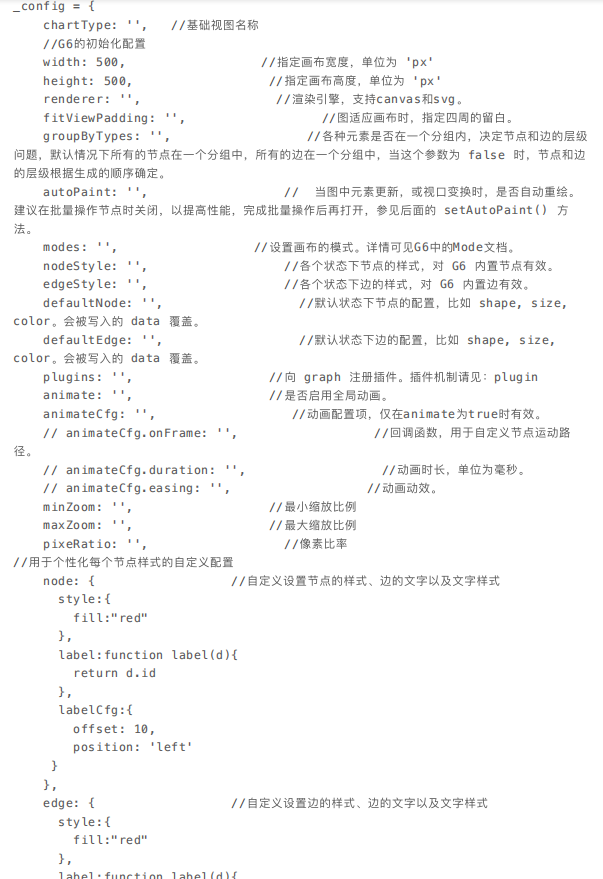 _config = {
    chartType: '',   //基础视图名称
    //G6的初始化配置
    width: 500,                  //指定画布宽度，单位为 'px'
    height: 500,                  //指定画布高度，单位为 'px'
    renderer: '',                  //渲染引擎，支持canvas和svg。
    fitViewPadding: '',                  //图适应画布时，指定四周的留白。
    groupByTypes: '',                  //各种元素是否在一个分组内，决定节点和边的层级
问题，默认情况下所有的节点在一个分组中，所有的边在一个分组中，当这个参数为 false 时，节点和边
的层级根据生成的顺序确定。
    autoPaint: '',                  //  当图中元素更新，或视口变换时，是否自动重绘。
建议在批量操作节点时关闭，以提高性能，完成批量操作后再打开，参见后面的 setAutoPaint() 方
法。
    modes: '',                  //设置画布的模式。详情可见G6中的Mode文档。
    nodeStyle: '',                  //各个状态下节点的样式，对 G6 内置节点有效。
    edgeStyle: '',                  //各个状态下边的样式，对 G6 内置边有效。
    defaultNode: '',                  //默认状态下节点的配置，比如 shape, size,
color。会被写入的 data 覆盖。
    defaultEdge: '',                  //默认状态下边的配置，比如 shape, size,
color。会被写入的 data 覆盖。
    plugins: '',                  //向 graph 注册插件。插件机制请见：plugin
    animate: '',                  //是否启用全局动画。
    animateCfg: '',                  //动画配置项，仅在animate为true时有效。
    // animateCfg.onFrame: '',                  //回调函数，用于自定义节点运动路
径。
    // animateCfg.duration: '',                  //动画时长，单位为毫秒。
    // animateCfg.easing: '',                  //动画动效。
    minZoom: '',                  //最小缩放比例
    maxZoom: '',                  //最大缩放比例
    pixeRatio: '',                  //像素比率
//用于个性化每个节点样式的自定义配置
    node: {                  //自定义设置节点的样式、边的文字以及文字样式
      style:{
        fill:"red"
      },
      label:function label(d){
        return d.id
      },
      labelCfg:{
        offset: 10,
        position: 'left'
     }
    },
    edge: {                  //自定义设置边的样式、边的文字以及文字样式
      style:{
        fill:"red"
      },
      label:function label(d){